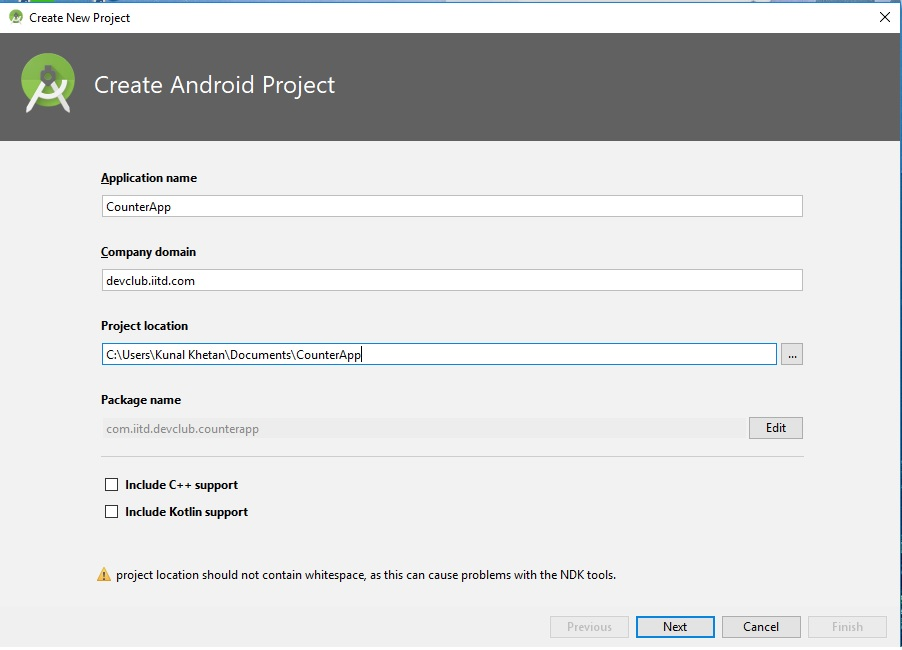 Create New Project
Create Android Project
Application name
CounterApp
Company domain
devclub.iitd.com
Project location
C:\Users\Kunal Khetan\Documents\CounterApp
...
Package name
com.iitd.devclub.counterapp
Edit
Include C++ support
Include Kotlin support
project location should not contain whitespace, as this can cause problems with the NDK tools.
Previous Next Cancel Finish